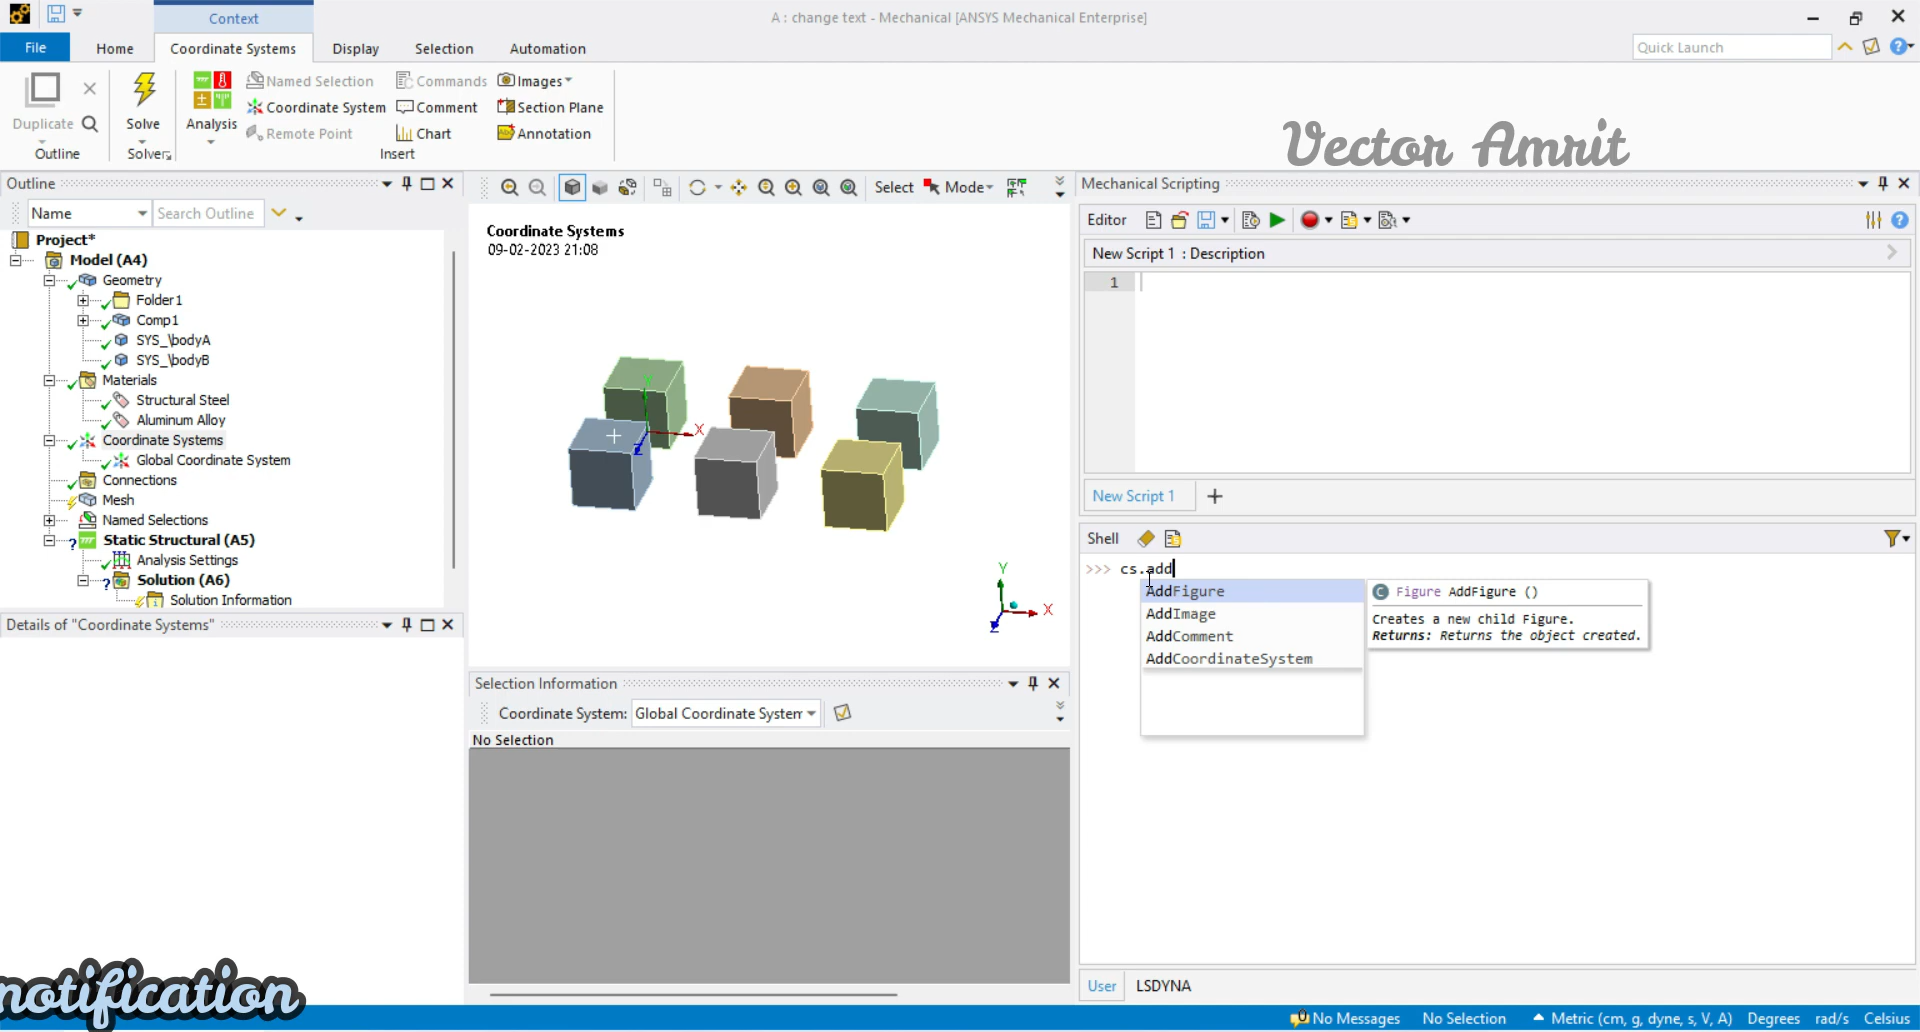 Context
A : change text - Mechanical [ANSYS Mechanical Enterprise]
File
Home
Coordinate Systems
Display
Selection
Automation
Quick Launch
Duplicate
Outline
Solve
Solver
Analysis
Named Selection
Coordinate System
Remote Point
Commands
Comment
Chart
Images
Section Plane
Annotation
Insert
Vector Amrit
Outline
Name
Search Outline
Project*
Model (A4)
Geometry
Folder1
Comp1
SYS_\bodyA
SYS_\bodyB
Materials
Structural Steel
Aluminum Alloy
Coordinate Systems
Global Coordinate System
Connections
Mesh
Named Selections
Static Structural (A5)
Analysis Settings
Solution (A6)
Solution Information
Details of "Coordinate Systems"
Select
Mode
Coordinate Systems
09-02-2023 21:08
Y
X
Z
Y
X
Z
Selection Information
Coordinate System:
Global Coordinate System
No Selection
Mechanical Scripting
Editor
New Script 1 : Description
1
New Script 1
Shell
>>> cs.add
AddFigure
AddImage
AddComment
AddCoordinateSystem
Figure AddFigure ()
Creates a new child Figure.
Returns: Returns the object created.
User
LSDYNA
notification
0 No Messages
No Selection
Metric (cm, g, dyne, s, V, A)
Degrees
rad/s
Celsius